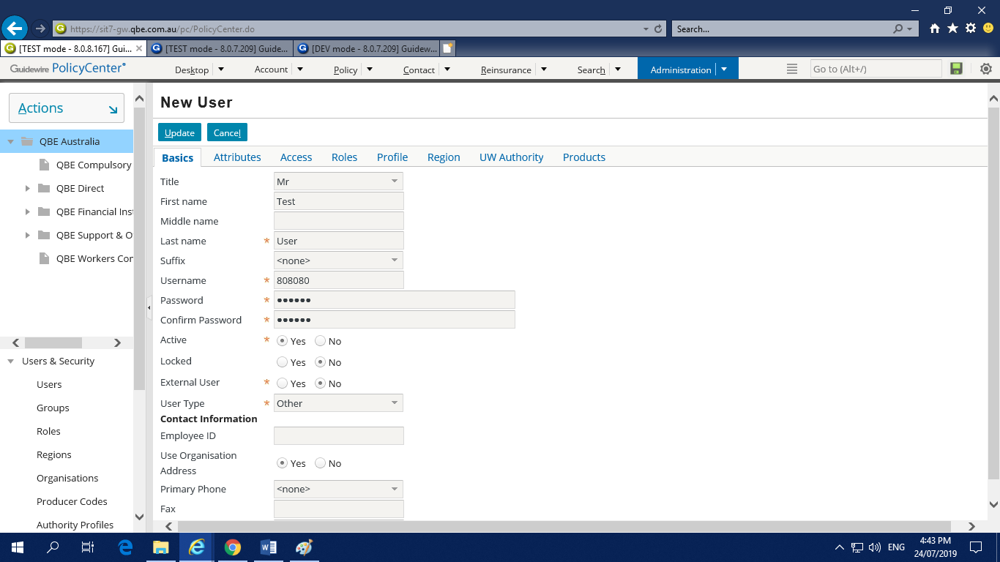 https://sit7-gw.qbe.com.au/pc/PolicyCenter.do
Search...
[TEST mode - 8.0.8.167] Gui...
[TEST mode - 8.0.7.209] Guide...
[DEV mode - 8.0.7.209] Guidew...
Guidewire PolicyCenter
Desktop
Account
Policy
Contact
Reinsurance
Search
Administration
Go to (Alt+/)
Actions
QBE Australia
QBE Compulsory
QBE Direct
QBE Financial Inst
QBE Support & O
QBE Workers Con
Users & Security
Users
Groups
Roles
Regions
Organisations
Producer Codes
Authority Profiles
New User
Update Cancel
Basics Attributes Access Roles Profile Region UW Authority Products
Title Mr
First name Test
Middle name
Last name * User
Suffix <none>
Username * 808080
Password * ••••••
Confirm Password * ••••••
Active * Yes No
Locked Yes No
External User * Yes No
User Type * Other
Contact Information
Employee ID
Use Organisation
Address Yes No
Primary Phone <none>
Fax
ENG
4:43 PM
24/07/2019